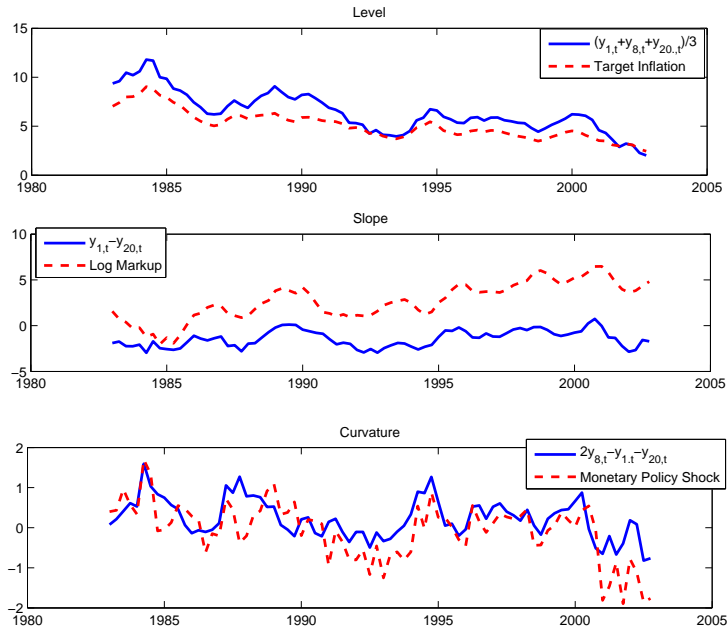 Level
15
10
5
0
(y1,t+y8,t+y20.,t)/3
Target Inflation
1980 1985 1990 1995 2000 2005
Slope
10
5
0
−5
y1,t−y20,t
Log Markup
1980 1985 1990 1995 2000 2005
Curvature
2
1
0
−1
−2
2y8,t−y1.t−y20,t
Monetary Policy Shock
1980 1985 1990 1995 2000 2005